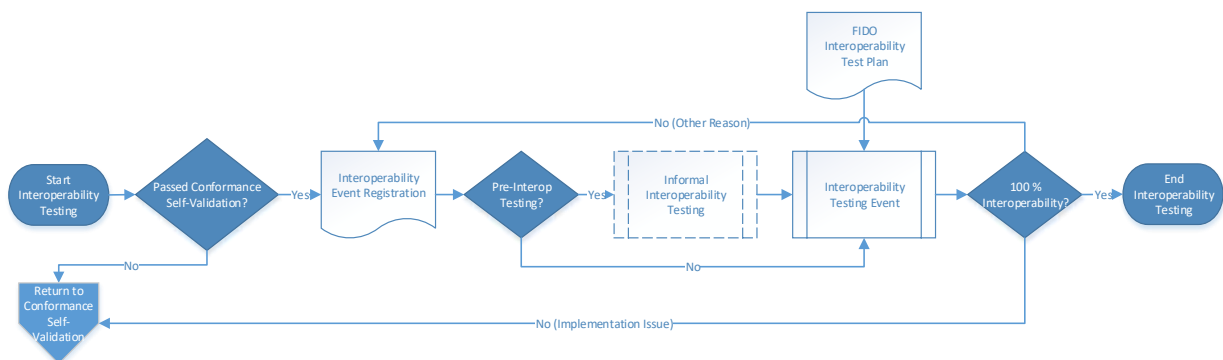 FIDO
Interoperability
Test Plan
No (Other Reason)
Start
Interoperability
Testing
Passed Conformance
Self-Validation?
Yes
Interoperability
Event Registration
Pre-Interop
Testing?
Yes
Informal
Interoperability
Testing
Interoperability
Testing Event
100 %
Interoperability?
Yes
End
Interoperability
Testing
No
No
Return to
Conformance
Self-
Validation
No (Implementation Issue)